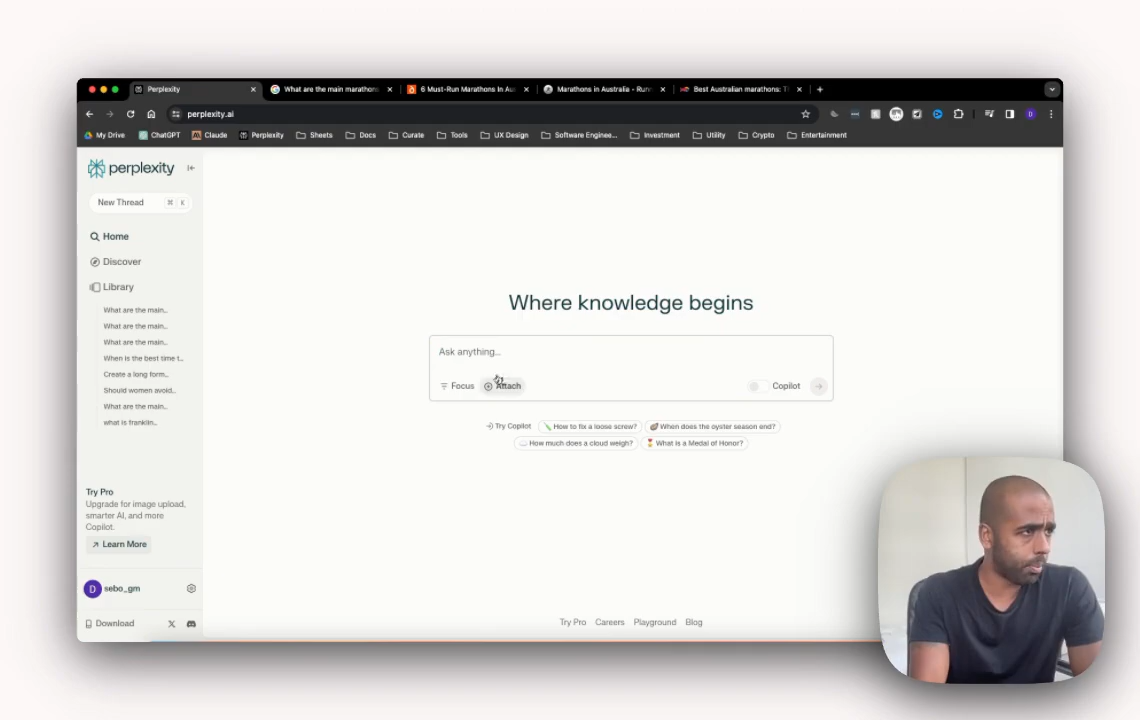 Perplexity
What are the main marathons
6 Must-Run Marathons In Au
Marathons in Australia - Run
Best Australian marathons: T
perplexity.ai
D
My Drive
ChatGPT
Claude
Perplexity
Sheets
Docs
Curate
Tools
UX Design
Software Enginee...
Investment
Utility
Crypto
Entertainment
perplexity
New Thread
⌘ K
Home
Discover
Library
What are the main...
What are the main...
What are the main...
When is the best time t...
Create a long form...
Should women avoid...
What are the main...
what is franklin...
Try Pro
Upgrade for image upload,
smarter AI, and more
Copilot.
Learn More
D sebo_gm
Download
Where knowledge begins
Ask anything...
Focus
Attach
Copilot
Try Copilot
How to fix a loose screw?
When does the oyster season end?
How much does a cloud weigh?
What is a Medal of Honor?
Try Pro
Careers
Playground
Blog